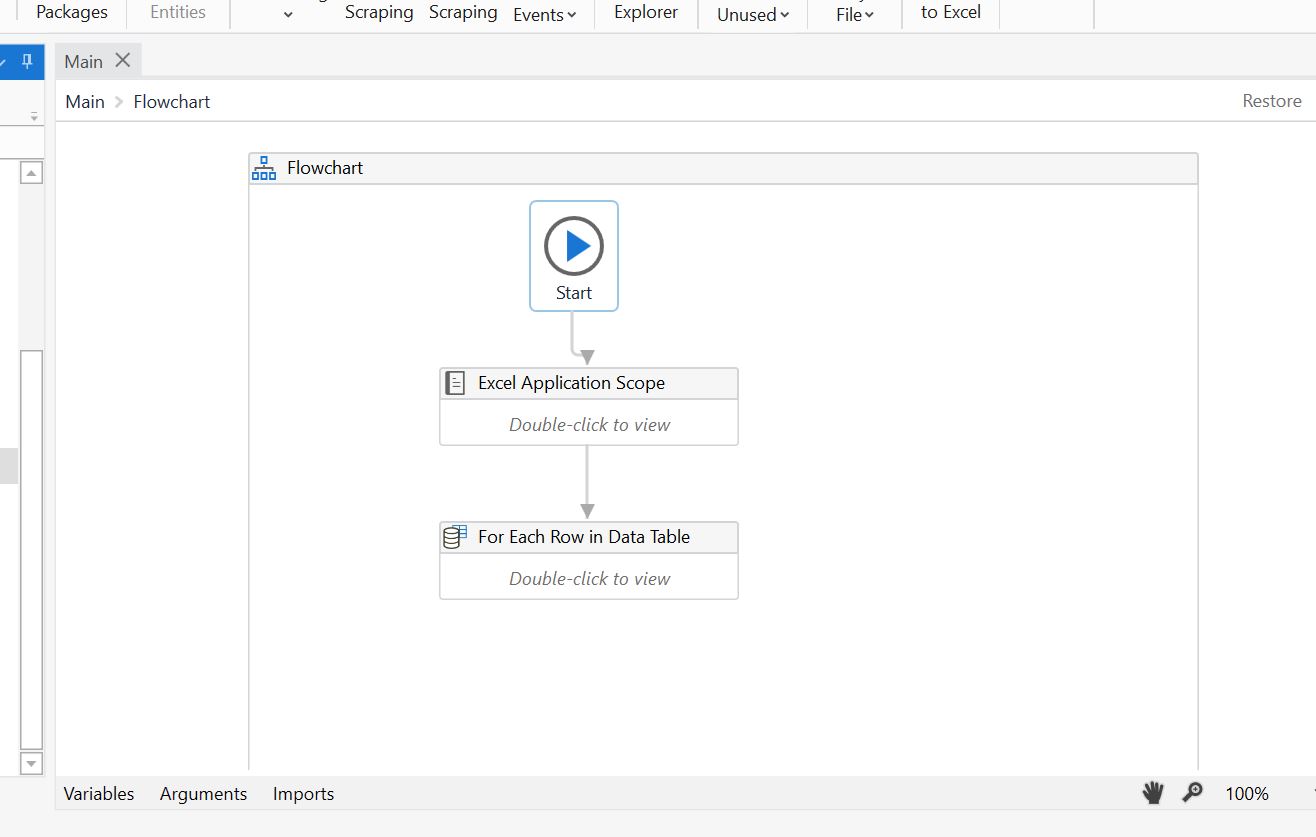 Packages Entities Scraping Scraping Events Explorer Unused File to Excel
Main
Main Flowchart Restore
Flowchart
Start
Excel Application Scope
Double-click to view
For Each Row in Data Table
Double-click to view
Variables Arguments Imports 100%